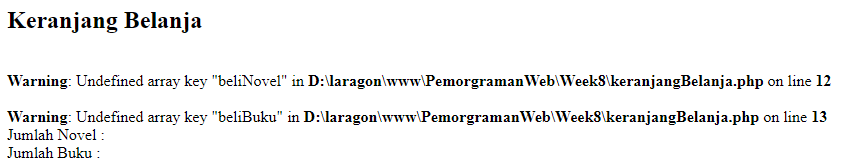 Keranjang Belanja
Warning: Undefined array key "beliNovel" in D:\laragon\www\PemorgramanWeb\Week8\keranjangBelanja.php on line 12
Warning: Undefined array key "beliBuku" in D:\laragon\www\PemorgramanWeb\Week8\keranjangBelanja.php on line 13
Jumlah Novel :
Jumlah Buku :